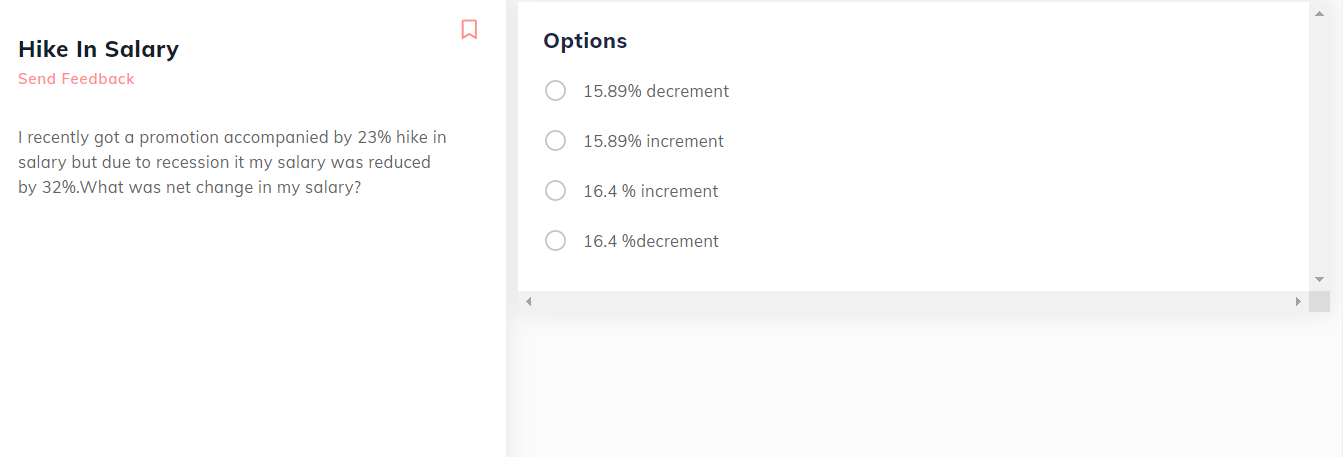 Hike In Salary
Send Feedback
I recently got a promotion accompanied by 23% hike in
salary but due to recession it my salary was reduced
by 32%.What was net change in my salary?
Options
15.89% decrement
15.89% increment
16.4 % increment
16.4 %decrement